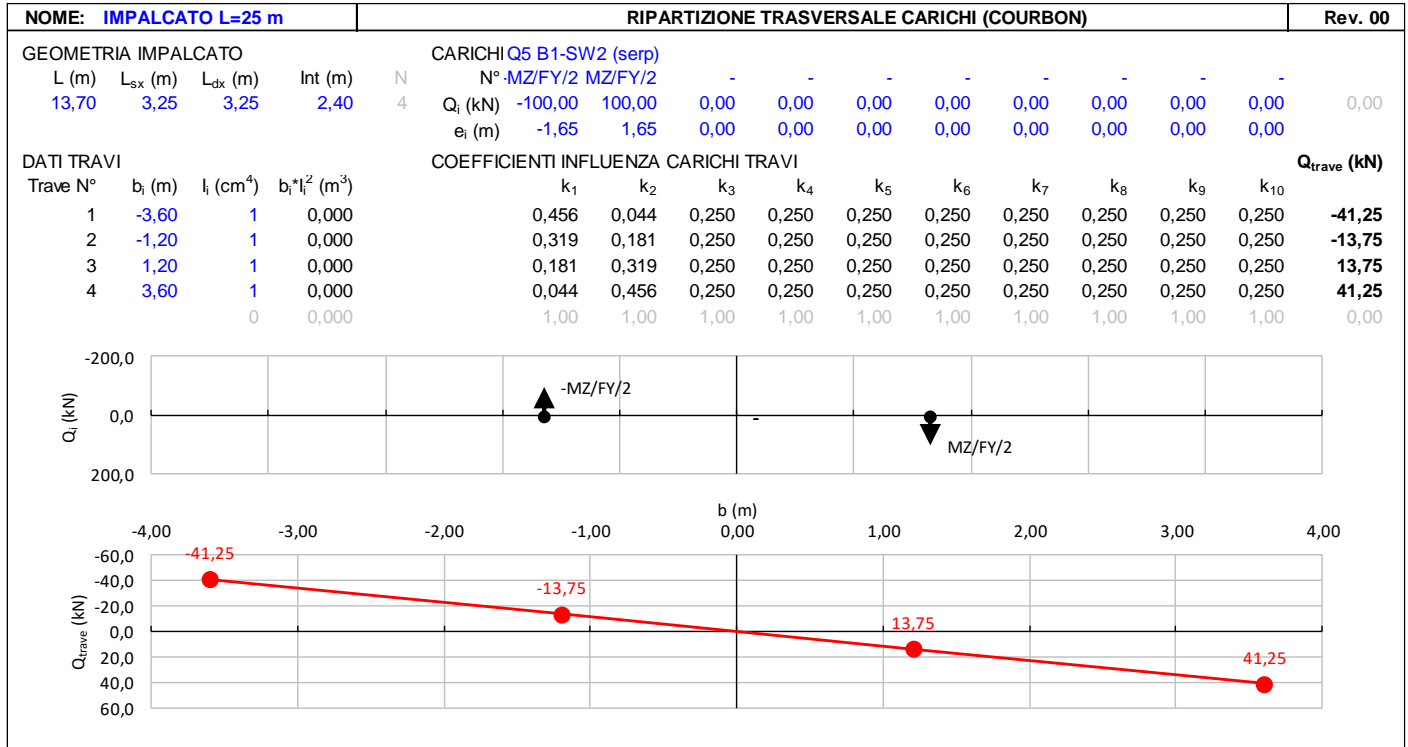 NOME: IMPALCATO L=25 m RIPARTIZIONE TRASVERSALE CARICHI (COURBON) Rev. 00
GEOMETRIA IMPALCATO CARICHI Q5 B1-SW2 (serp)
L (m) Lsx (m) Ldx (m) Int (m) N N° -MZ/FY/2 MZ/FY/2 - - - - - - - -
13,70 3,25 3,25 2,40 4 Qi (kN) -100,00 100,00 0,00 0,00 0,00 0,00 0,00 0,00 0,00 0,00 0,00
ei (m) -1,65 1,65 0,00 0,00 0,00 0,00 0,00 0,00 0,00 0,00
DATI TRAVI COEFFICIENTI INFLUENZA CARICHI TRAVI Qtrave (kN)
Trave N° bi (m) Ii (cm4) bi*Ii2 (m3) k1 k2 k3 k4 k5 k6 k7 k8 k9 k10
1 -3,60 1 0,000 0,456 0,044 0,250 0,250 0,250 0,250 0,250 0,250 0,250 0,250 -41,25
2 -1,20 1 0,000 0,319 0,181 0,250 0,250 0,250 0,250 0,250 0,250 0,250 0,250 -13,75
3 1,20 1 0,000 0,181 0,319 0,250 0,250 0,250 0,250 0,250 0,250 0,250 0,250 13,75
4 3,60 1 0,000 0,044 0,456 0,250 0,250 0,250 0,250 0,250 0,250 0,250 0,250 41,25
0 0,000 1,00 1,00 1,00 1,00 1,00 1,00 1,00 1,00 1,00 1,00 0,00
-200,0
-MZ/FY/2
Qi (kN)
0,0
-
MZ/FY/2
200,0
b (m)
-4,00 -3,00 -2,00 -1,00 0,00 1,00 2,00 3,00 4,00
-60,0
-41,25
-40,0
-13,75
-20,0
Qtrave (kN)
0,0
13,75
20,0
41,25
40,0
60,0